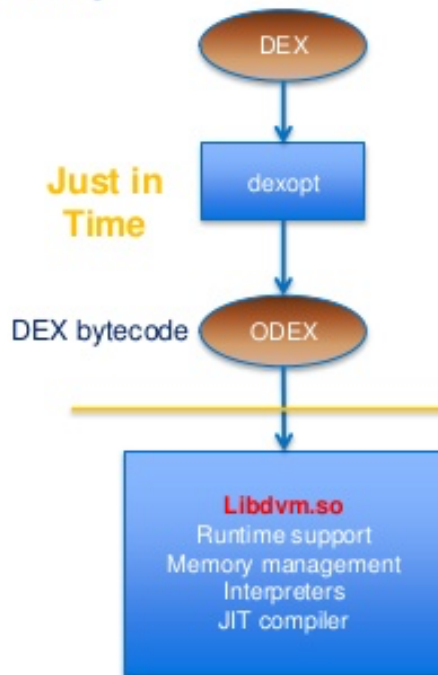 DEX
Just in
Time
dexopt
DEX bytecode
ODEX
Libdvm.so
Runtime support
Memory management
Interpreters
JIT compiler